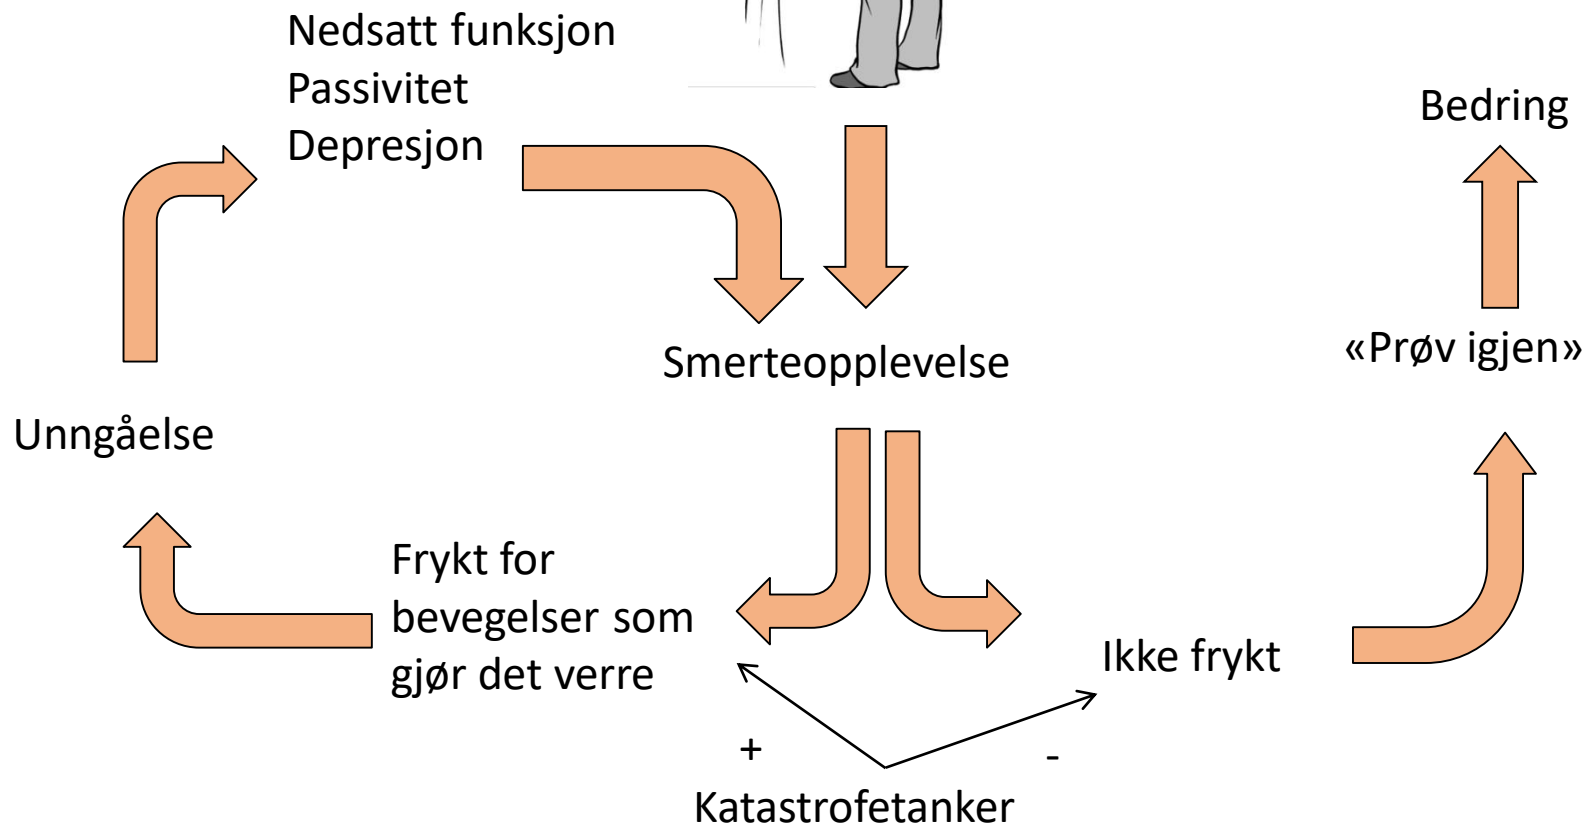 Nedsatt funksjon
Passivitet
Depresjon
Bedring
Smerteopplevelse
«Prøv igjen»
Unngåelse
Frykt for
bevegelser som
gjør det verre
Ikke frykt
+
-
Katastrofetanker